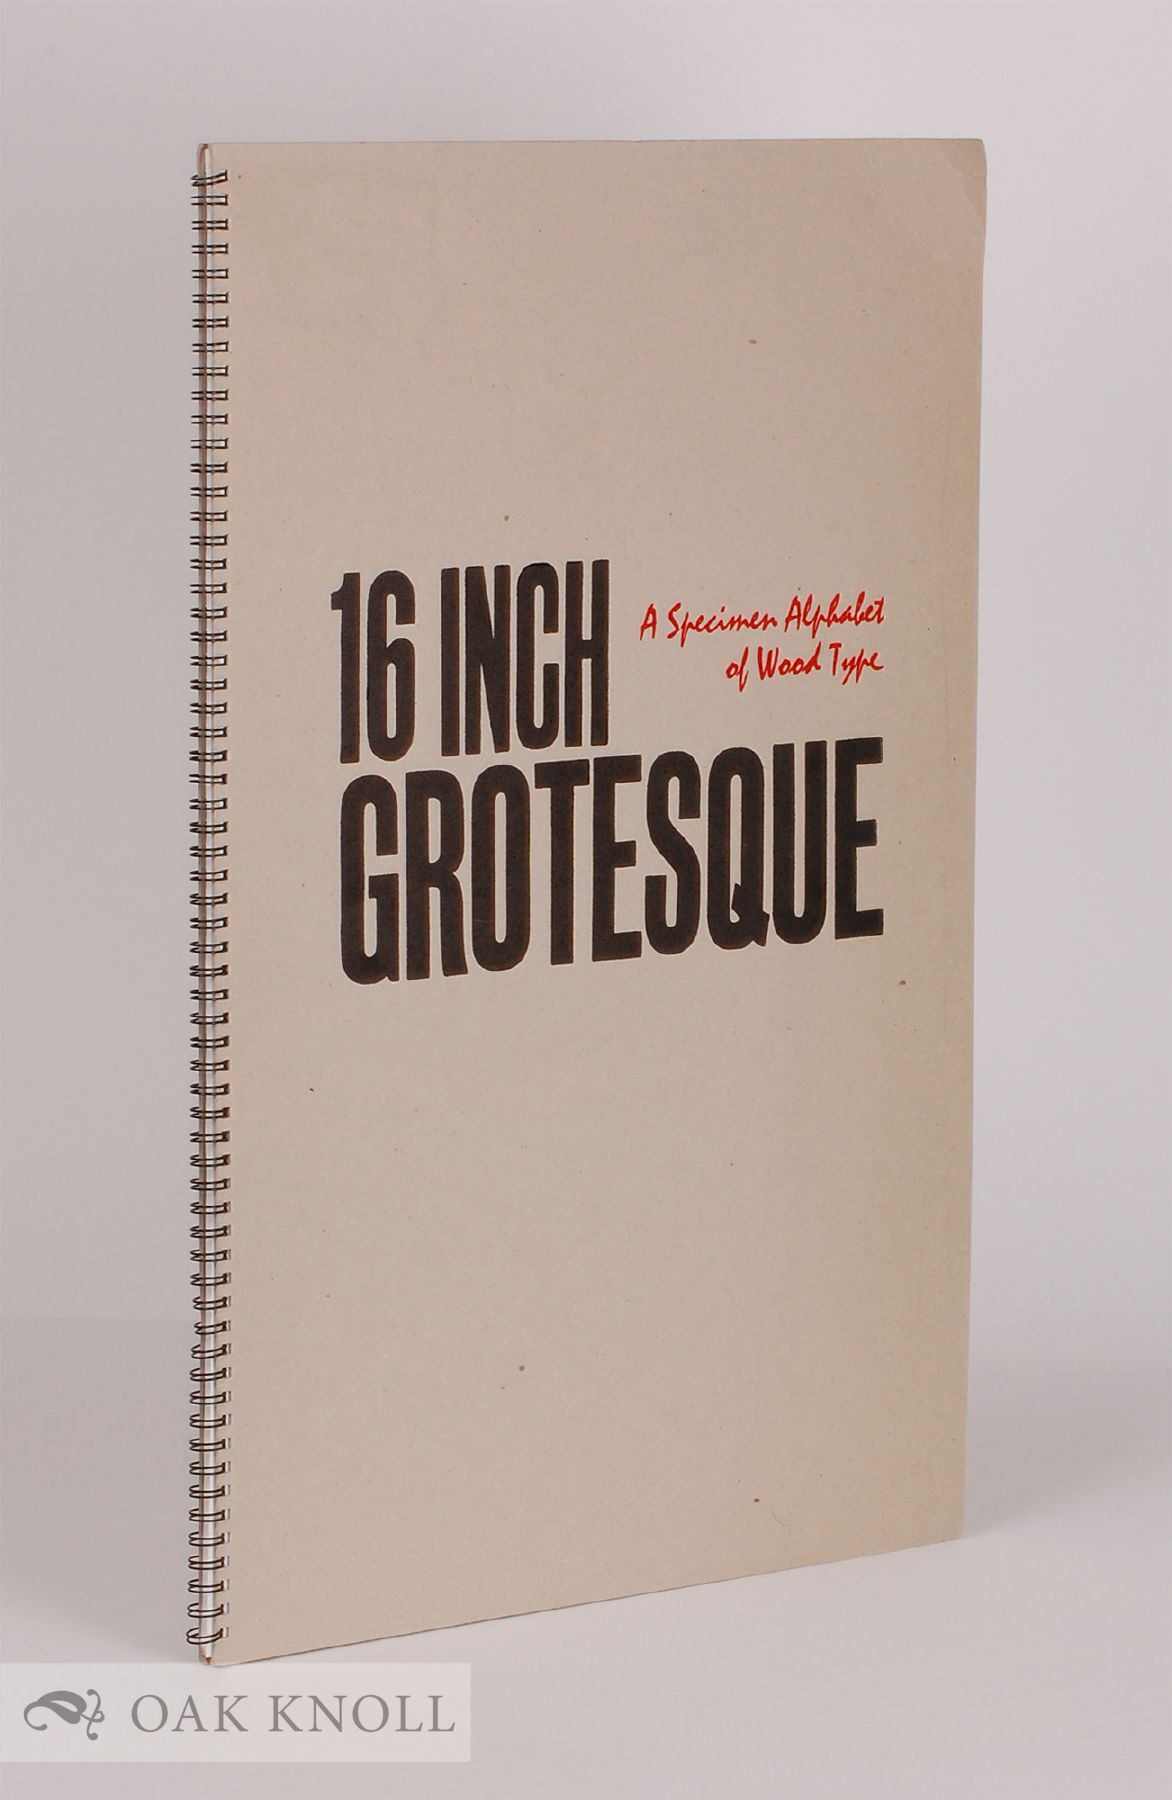 16 INCH
A Specimen Alphabet
of Wood Type
GROTESQUE
OAK KNOLL